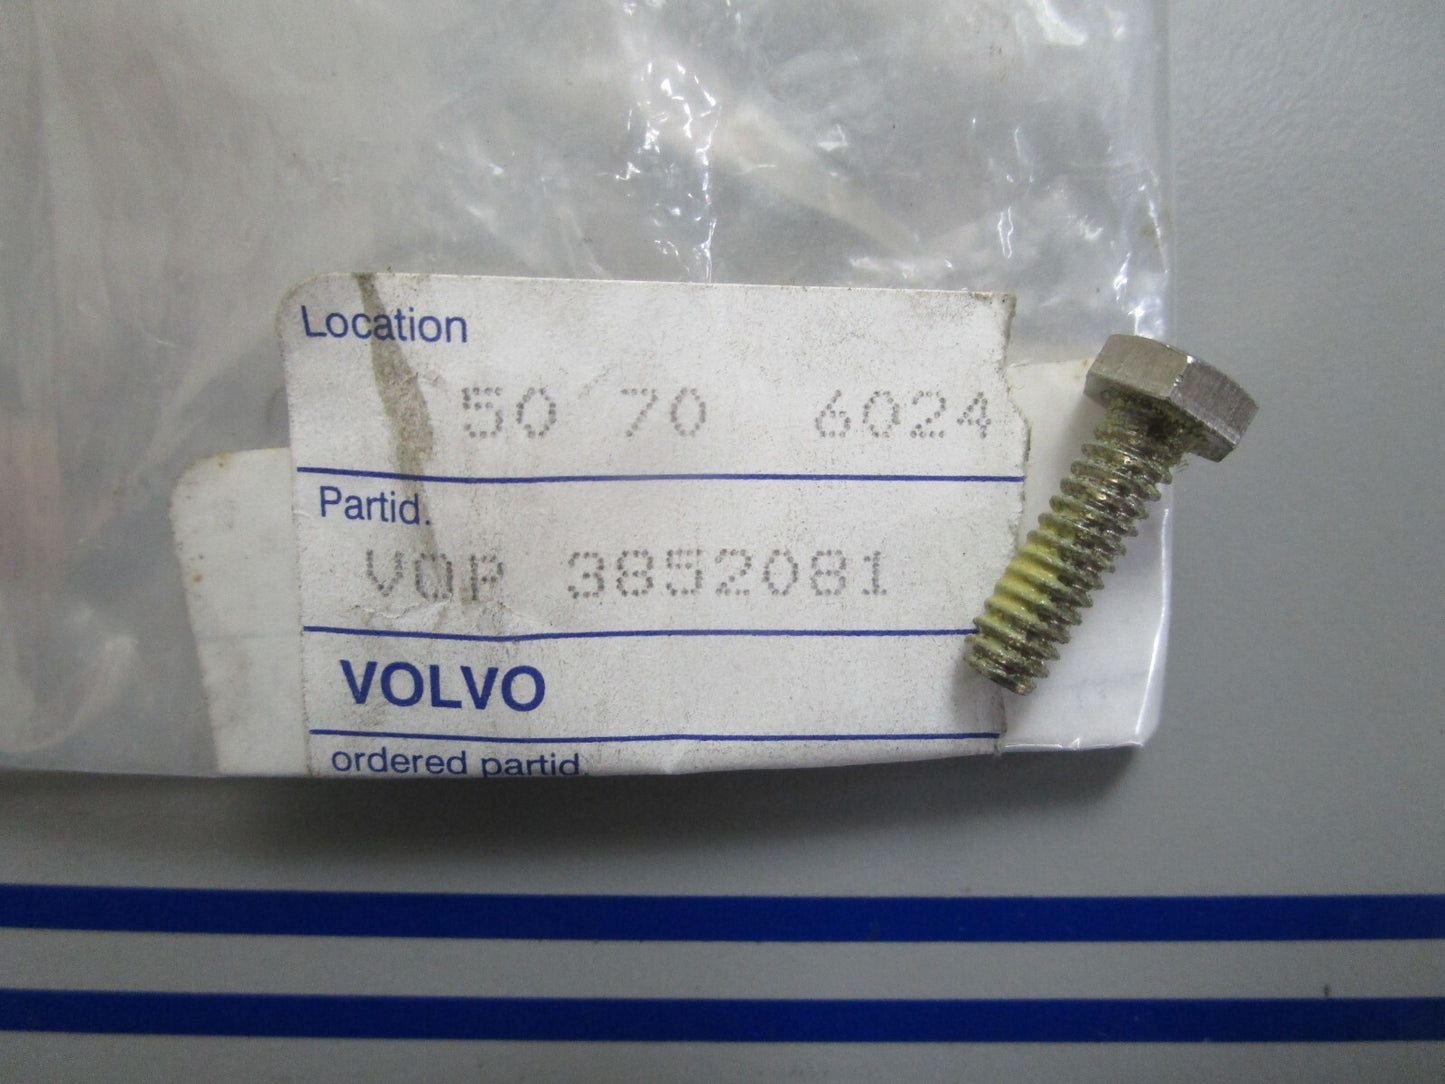 Location
50 70 6024
Partid.
VOP 3852081
VOLVO
ordered partid.